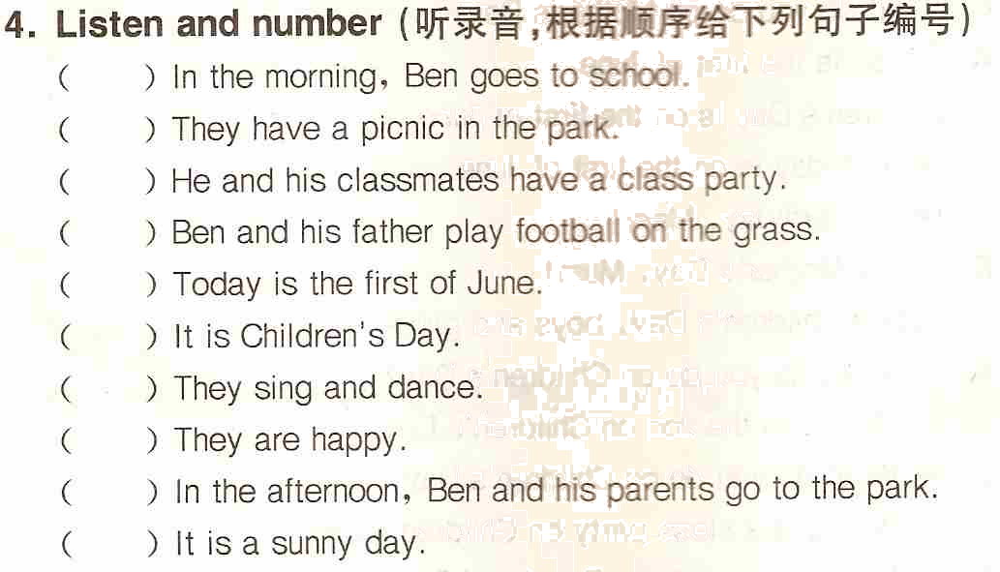 4. Listen and number (听录音,根据顺序给下列句子编号)
(    ) In the morning, Ben goes to school.
(    ) They have a picnic in the park.
(    ) He and his classmates have a class party.
(    ) Ben and his father play football on the grass.
(    ) Today is the first of June.
(    ) It is Children's Day.
(    ) They sing and dance.
(    ) They are happy.
(    ) In the afternoon, Ben and his parents go to the park.
(    ) It is a sunny day.